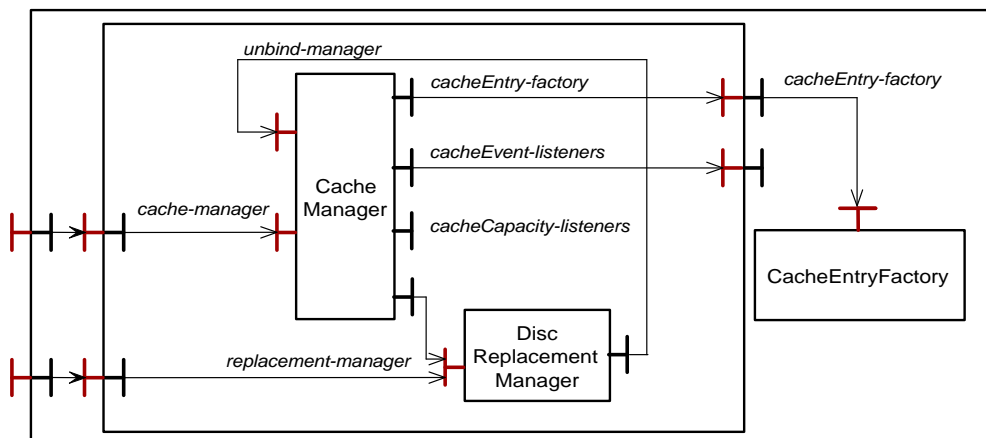 unbind-manager
cacheEntry-factory
cacheEntry-factory
cacheEvent-listeners
Cache
Manager
cache-manager
cacheCapacity-listeners
CacheEntryFactory
Disc
Replacement
Manager
replacement-manager